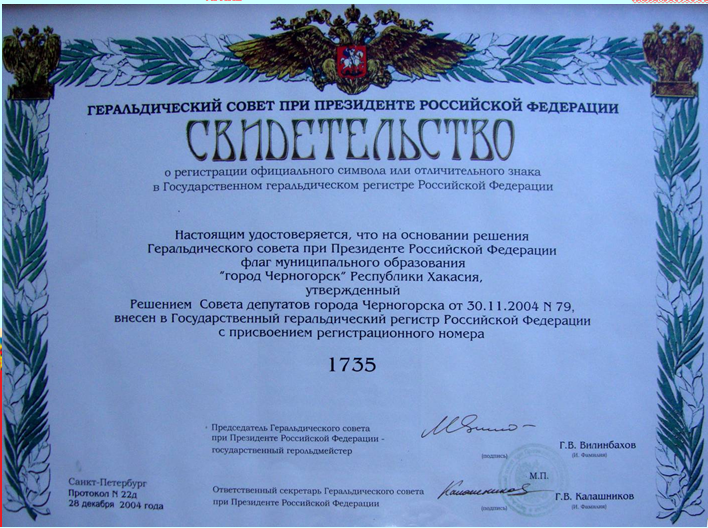 ГЕРАЛЬДИЧЕСКИЙ СОВЕТ ПРИ ПРЕЗИДЕНТЕ РОССИЙСКОЙ ФЕДЕРАЦИИ
СВИДЕТЕЛЬСТВО
о регистрации официального символа или отличительного знака
в Государственном геральдическом регистре Российской Федерации
Настоящим удостоверяется, что на основании решения
Геральдического совета при Президенте Российской Федерации
флаг муниципального образования
"город Черногорск" Республики Хакасия,
утвержденный
Решением Совета депутатов города Черногорска от 30.11.2004 N 79,
внесен в Государственный геральдический регистр Российской Федерации
с присвоением регистрационного номера
1735
Председатель Геральдического совета
при Президенте Российской Федерации -
государственный герольдмейстер
(подпись)
Г.В. Вилинбахов
(И. Фамилия)
Санкт-Петербург
Протокол N 22д
28 декабря 2004 года
Ответственный секретарь Геральдического совета
при Президенте Российской Федерации
М.П.
(подпись)
Г.В. Калашников
(И. Фамилия)